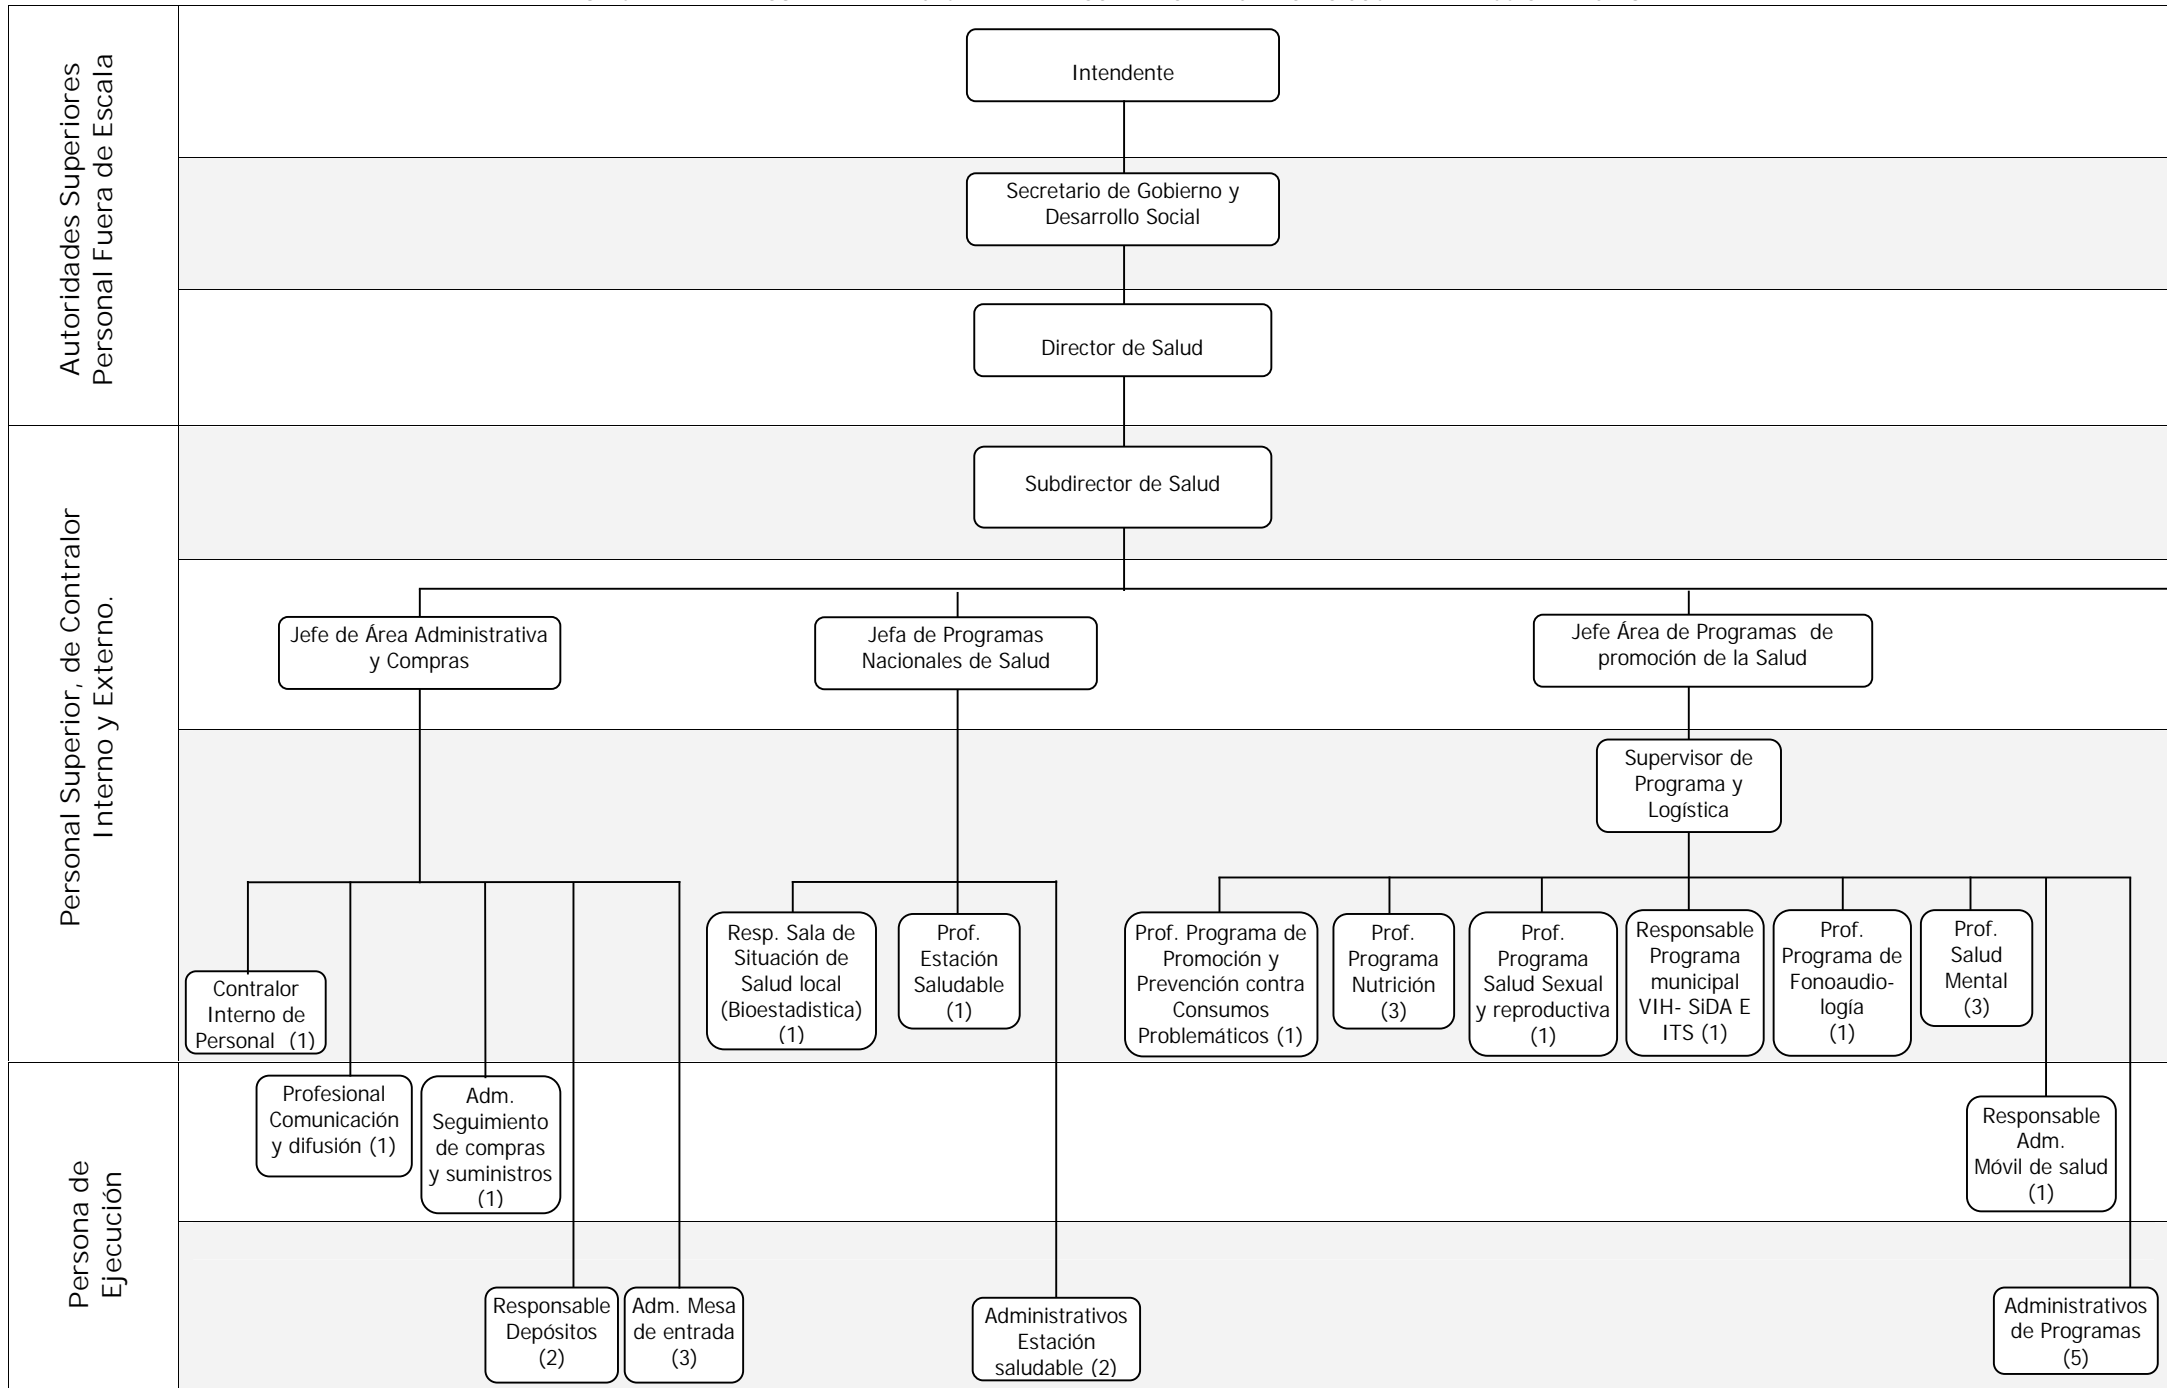 Autoridades Superiores
Personal Fuera de Escala
Intendente
Secretario de Gobierno y
Desarrollo Social
Director de Salud
Personal Superior, de Contralor
Interno y Externo.
Subdirector de Salud
Jefe de Área Administrativa
y Compras
Jefa de Programas
Nacionales de Salud
Jefe Área de Programas de
promoción de la Salud
Supervisor de
Programa y
Logística
Contralor
Interno de
Personal (1)
Resp. Sala de
Situación de
Salud local
(Bioestadistica)
(1)
Prof.
Estación
Saludable
(1)
Prof. Programa de
Promoción y
Prevención contra
Consumos
Problemáticos (1)
Prof.
Programa
Nutrición
(3)
Prof.
Programa
Salud Sexual
y reproductiva
(1)
Responsable
Programa
municipal
VIH- SiDA E
ITS (1)
Prof.
Programa de
Fonoaudio-
logía
(1)
Prof.
Salud
Mental
(3)
Persona de
Ejecución
Profesional
Comunicación
y difusión (1)
Adm.
Seguimiento
de compras
y suministros
(1)
Responsable
Adm.
Móvil de salud
(1)
Responsable
Depósitos
(2)
Adm. Mesa
de entrada
(3)
Administrativos
Estación
saludable (2)
Administrativos
de Programas
(5)